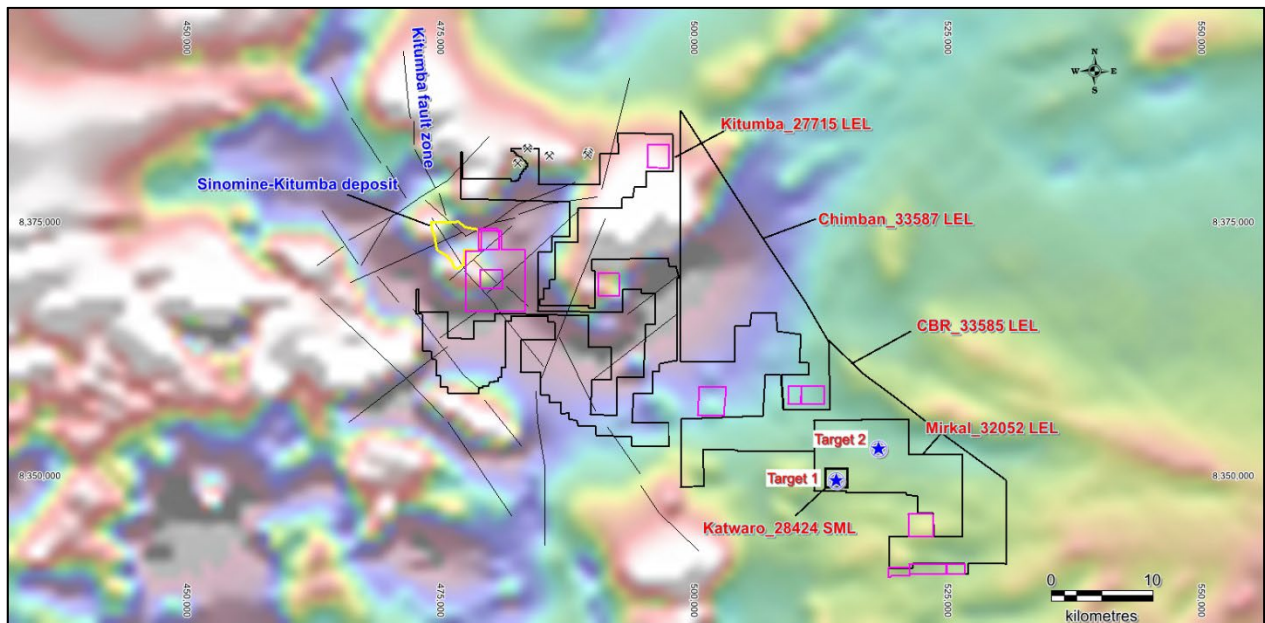 450,000
475,000
500,000
525,000
550,000
N
W E
S
Kitumba fault zone
Kitumba_27715 LEL
Sinomine-Kitumba deposit
8,375,000
Chimban_33587 LEL
8,375,000
CBR_33585 LEL
Mirkal_32052 LEL
Target 2
8,350,000
Target 1
8,350,000
Katwaro_28424 SML
0 10
kilometres
450,000
475,000
500,000
525,000
550,000